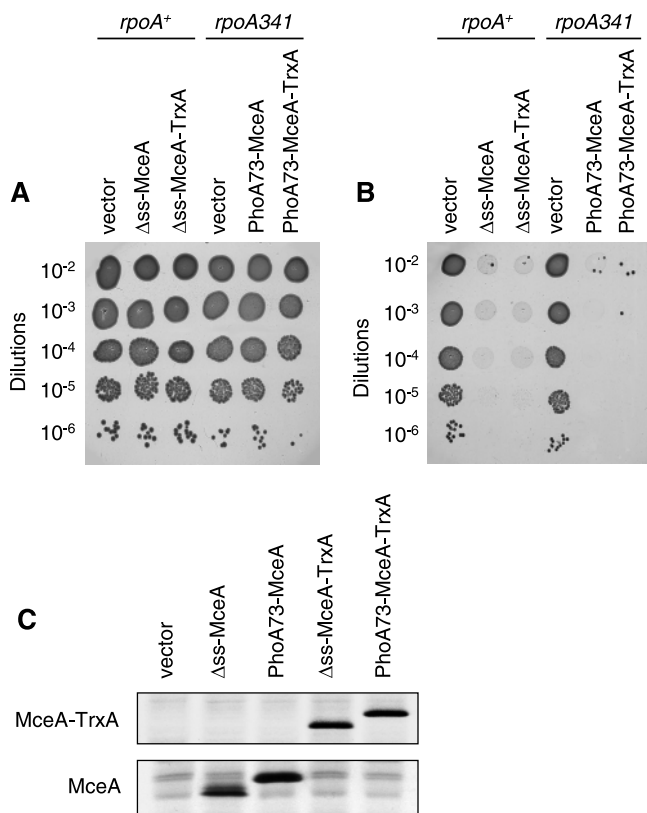 rpoA+ rpoA341
A
vector
Δss-MceA
Δss-MceA-TrxA
vector
PhoA73-MceA
PhoA73-MceA-TrxA
Dilutions
10-2
10-3
10-4
10-5
10-6
rpoA+ rpoA341
B
vector
Δss-MceA
Δss-MceA-TrxA
vector
PhoA73-MceA
PhoA73-MceA-TrxA
Dilutions
10-2
10-3
10-4
10-5
10-6
C
vector
Δss-MceA
PhoA73-MceA
Δss-MceA-TrxA
PhoA73-MceA-TrxA
MceA-TrxA
MceA